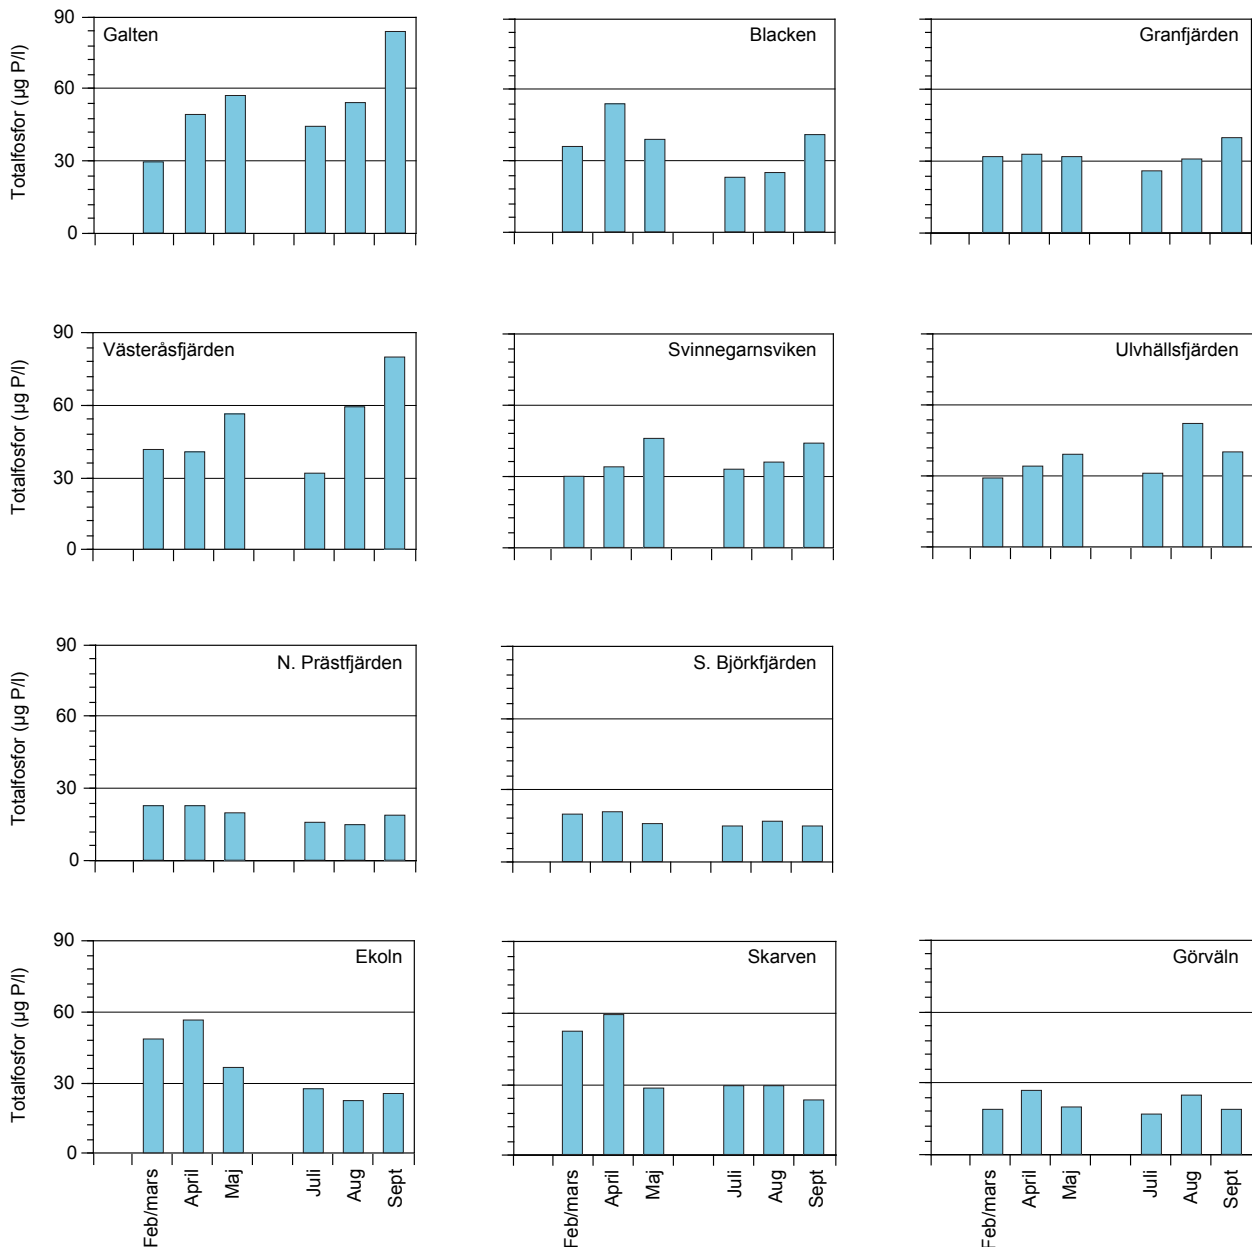 Totalfosfor (µg P/l)
90
60
30
0
Galten
Blacken
Granfjärden
Totalfosfor (µg P/l)
90
60
30
0
Västeråsfjärden
Svinnegarnsviken
Ulvhällsfjärden
Totalfosfor (µg P/l)
90
60
30
0
N. Prästfjärden
S. Björkfjärden
Totalfosfor (µg P/l)
90
60
30
0
Ekoln
Skarven
Görväln
Feb/mars
April
Maj
Juli
Aug
Sept
Feb/mars
April
Maj
Juli
Aug
Sept
Feb/mars
April
Maj
Juli
Aug
Sept